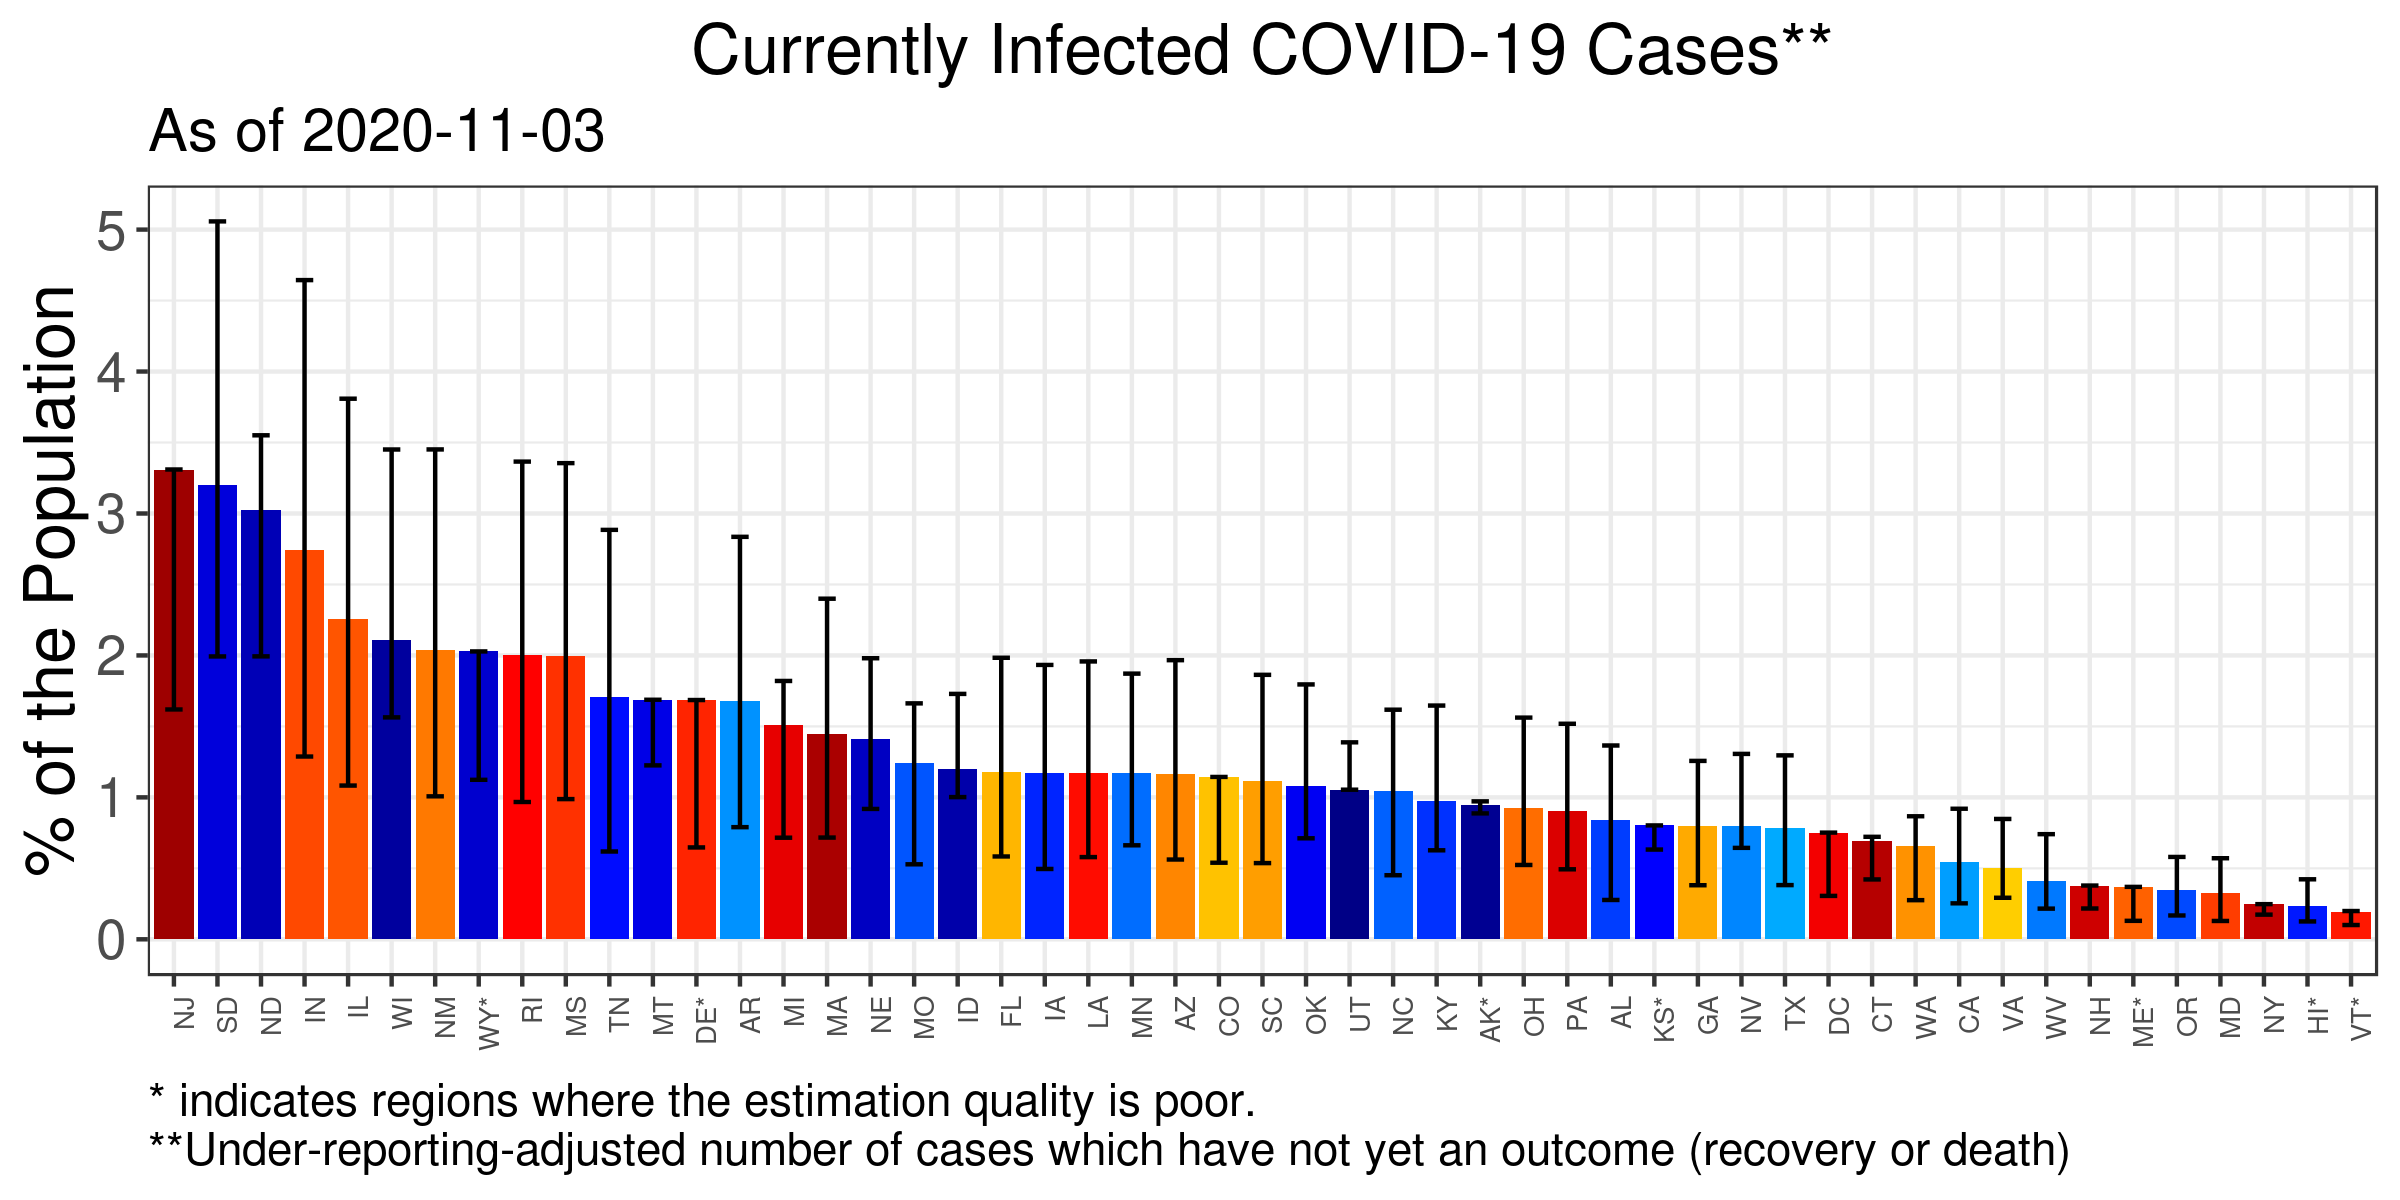 Currently Infected COVID-19 Cases**
As of 2020-11-03
% of the Population
5
4
3
2
1
0
NJ
SD
ND
IN
IL
WI
NM
WY*
RI
MS
TN
MT
DE*
AR
MI
MA
NE
MO
ID
FL
IA
LA
MN
AZ
CO
SC
OK
UT
NC
KY
AK*
OH
PA
AL
KS*
GA
NV
TX
DC
CT
WA
CA
VA
WV
NH
ME*
OR
MD
NY
HI*
VT*
* indicates regions where the estimation quality is poor.
**Under-reporting-adjusted number of cases which have not yet an outcome (recovery or death)